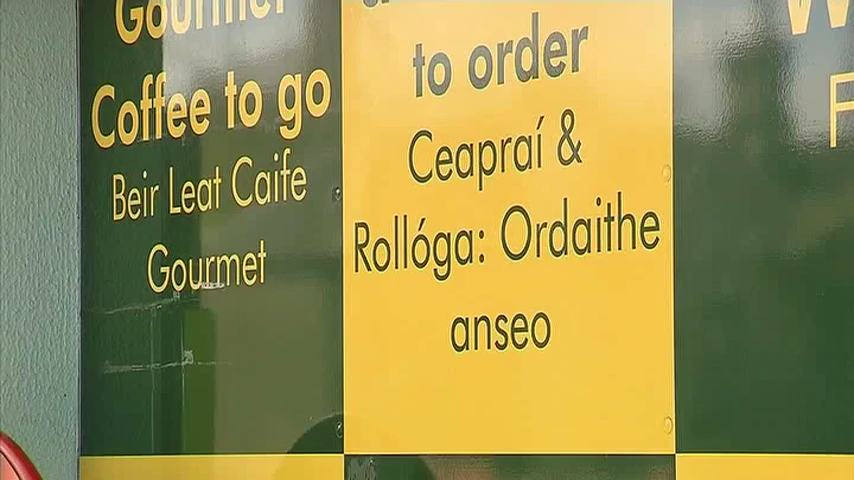 Gourmet
Coffee to go
Beir Leat Caife
Gourmet
to order
Ceapraí &
Rollóga: Ordaithe
anseo